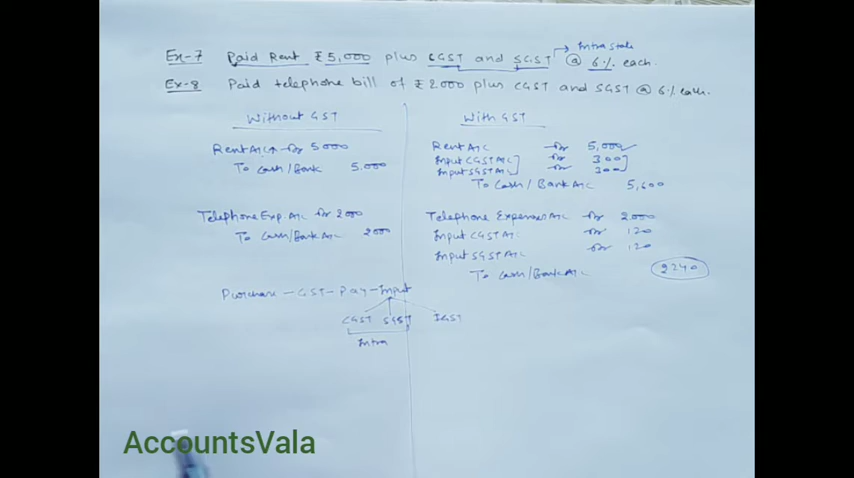 Intra state
Ex-7 Paid Rent ₹5,000 plus CGST and SGST @ 6% each.
Ex-8 Paid telephone bill of ₹2000 plus CGST and SGST @ 6% each.
Without GST
Rent A/c Dr 5000
To Cash/Bank 5,000
Telephone Exp A/c Dr 2000
To Cash/Bank A/c 2000
With GST
Rent A/c Dr 5,000
Input CGST A/c Dr 300
Input SGST A/c Dr 300
To Cash/Bank A/c 5,600
Telephone Expenses A/c Dr 2000
Input CGST A/c Dr 120
Input SGST A/c Dr 120
To Cash/Bank A/c 2240
Purchase - GST - Pay - Input
CGST SGST IGST
Intra
AccountsVala